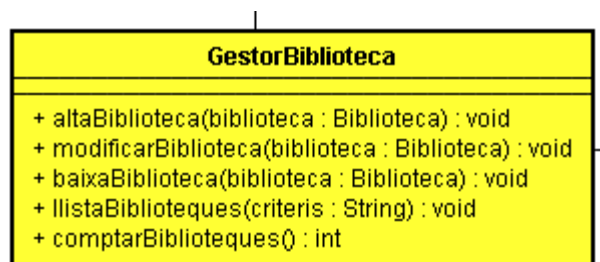 GestorBiblioteca
+ altaBiblioteca(biblioteca : Biblioteca) : void
+ modificarBiblioteca(biblioteca : Biblioteca) : void
+ baixaBiblioteca(biblioteca : Biblioteca) : void
+ llistaBiblioteques(criteris : String) : void
+ comptarBiblioteques() : int